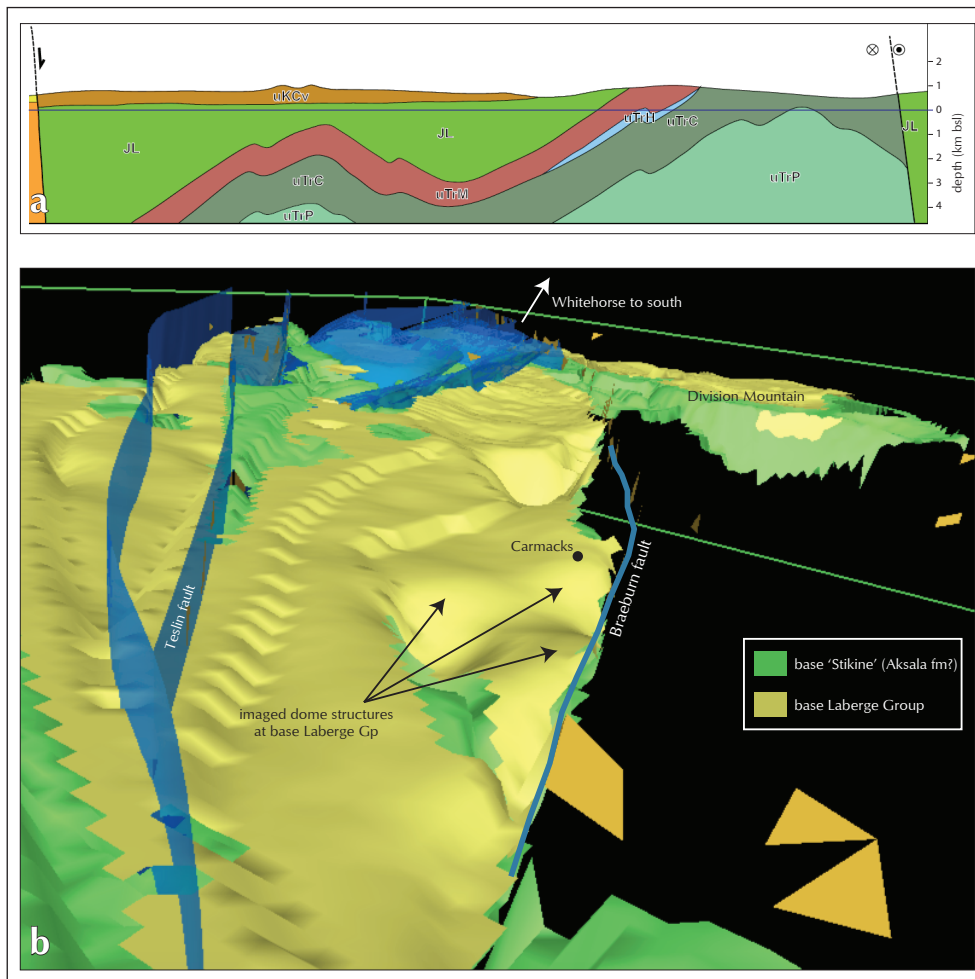 uKCv
JL
JL
uTrH
uTrC
JL
uTrC
uTrM
uTrP
uTrP
2
1
0
1
2
3
4
depth (km bsl)
a
Whitehorse to south
Division Mountain
Carmacks
Teslin fault
Braeburn fault
imaged dome structures
at base Laberge Gp
base 'Stikine' (Aksala fm?)
base Laberge Group
b